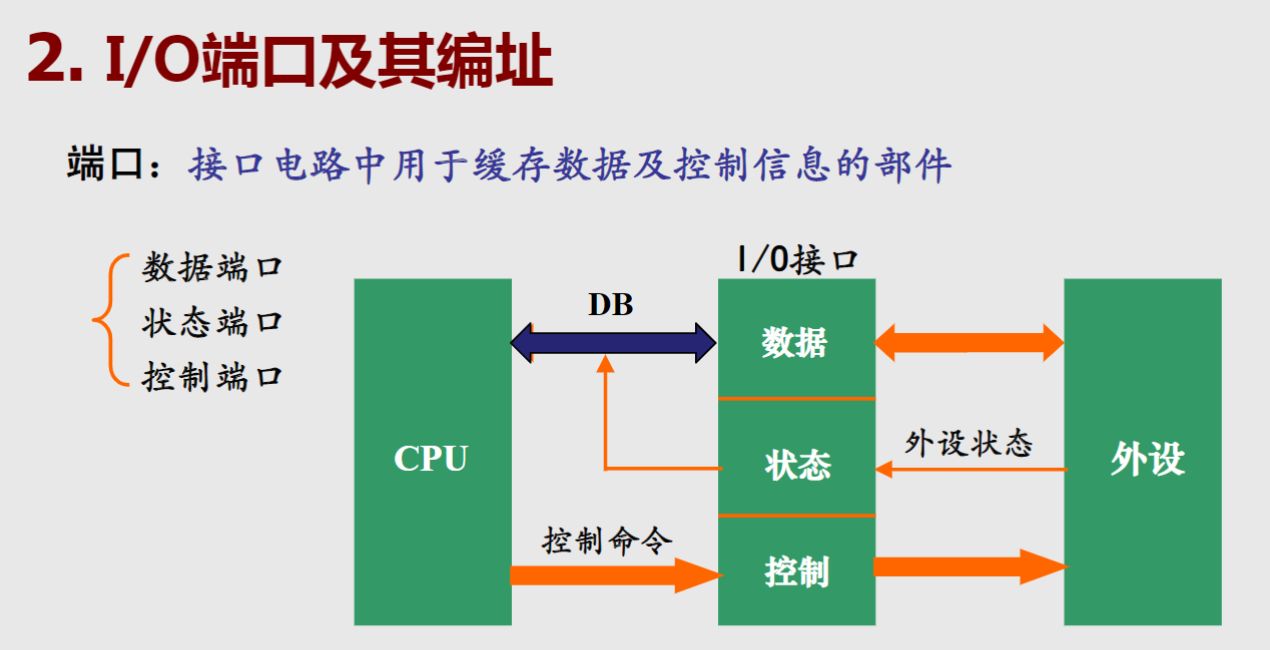 2. I/O端口及其编址
端口：接口电路中用于缓存数据及控制信息的部件
数据端口
状态端口
控制端口
I/O接口
DB
数据
CPU
状态
外设状态
外设
控制命令
控制